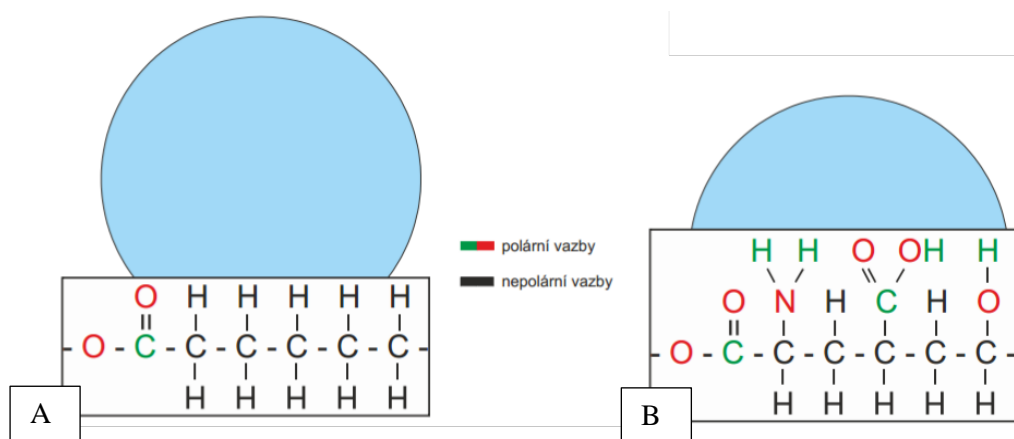 polární vazby
nepolární vazby
O H H H H H
- O - C - C - C - C - C - C -
H H H H H
A
H H O OH H
O N H C H O
- O - C - C - C - C - C - C -
H H H H H
B